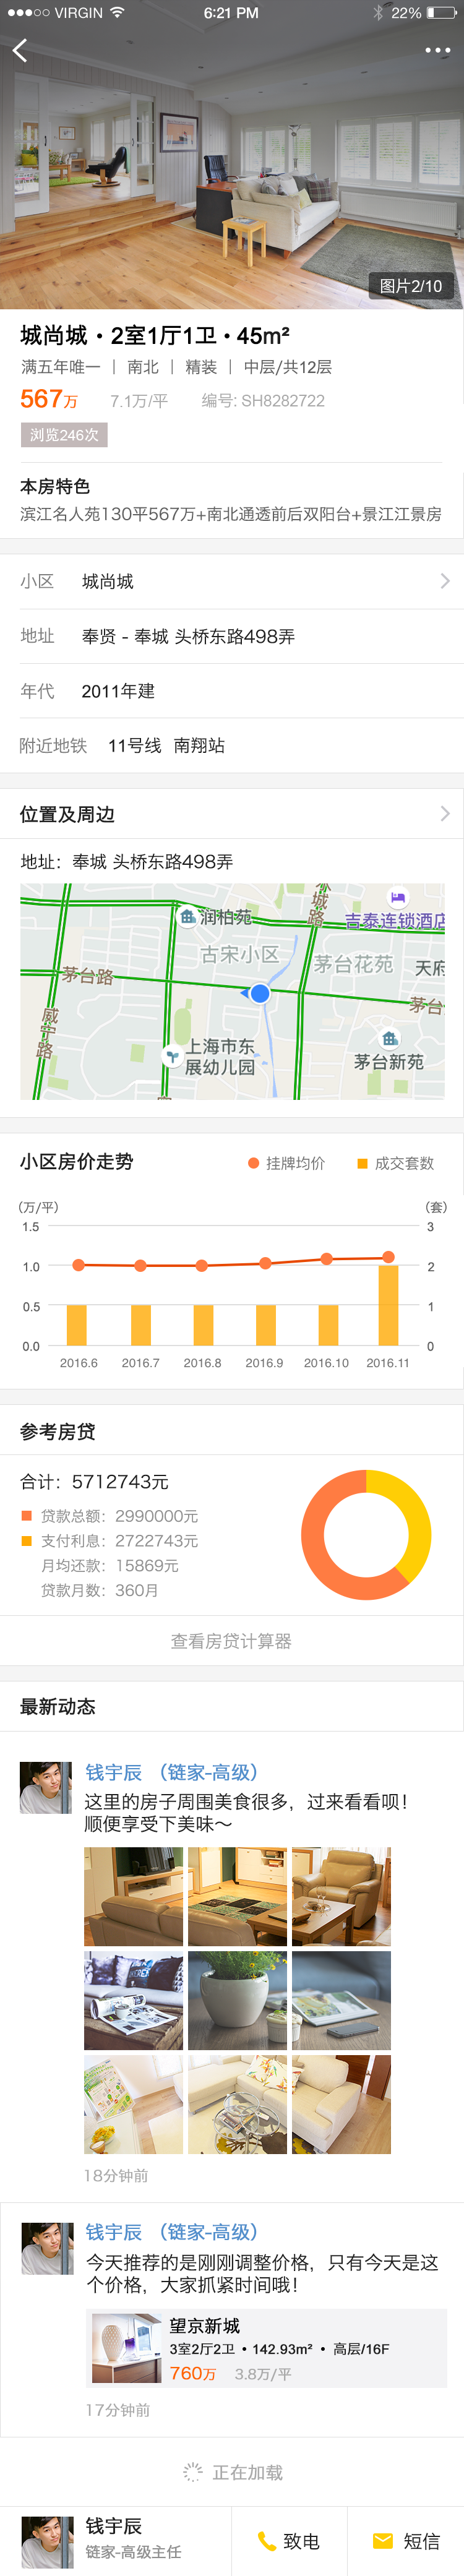 VIRGIN 6:21 PM 22%
图片2/10
城尚城・2室1厅1卫・45m²
满五年唯一 | 南北 | 精装 | 中层/共12层
567万 7.1万/平 编号: SH8282722
浏览246次
本房特色
滨江名人苑130平567万+南北通透前后双阳台+景江江景房
小区 城尚城
地址 奉贤 - 奉城 头桥东路498弄
年代 2011年建
附近地铁 11号线 南翔站
位置及周边
地址：奉城 头桥东路498弄
城路
润柏苑
吉泰连锁酒店
古宋小区
茅台花苑
天府
茅台路
茅台
威宁路
上海市东
展幼儿园
茅台新苑
小区房价走势 挂牌均价 成交套数
(万/平) (套)
1.5 3
1.0 2
0.5 1
0.0 0
2016.6 2016.7 2016.8 2016.9 2016.10 2016.11
参考房贷
合计：5712743元
贷款总额：2990000元
支付利息：2722743元
月均还款：15869元
贷款月数：360月
查看房贷计算器
最新动态
钱宇辰 （链家-高级）
这里的房子周围美食很多，过来看看呗！
顺便享受下美味～
18分钟前
钱宇辰 （链家-高级）
今天推荐的是刚刚调整价格，只有今天是这
个价格，大家抓紧时间哦！
望京新城
3室2厅2卫 • 142.93m² • 高层/16F
760万 3.8万/平
17分钟前
正在加载
钱宇辰
链家-高级主任
致电
短信